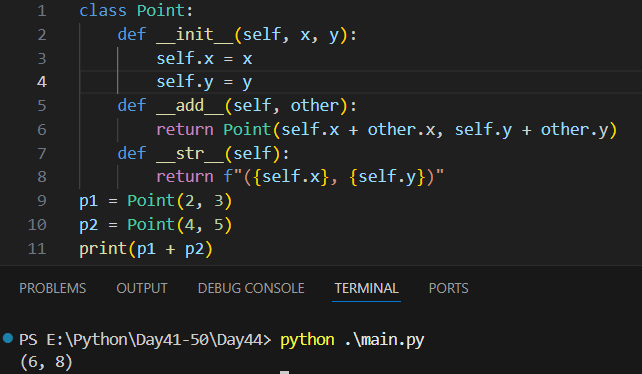 1 class Point:
2     def __init__(self, x, y):
3         self.x = x
4         self.y = y
5     def __add__(self, other):
6         return Point(self.x + other.x, self.y + other.y)
7     def __str__(self):
8         return f"({self.x}, {self.y})"
9 p1 = Point(2, 3)
10 p2 = Point(4, 5)
11 print(p1 + p2)
PROBLEMS OUTPUT DEBUG CONSOLE TERMINAL PORTS
PS E:\Python\Day41-50\Day44> python .\main.py
(6, 8)